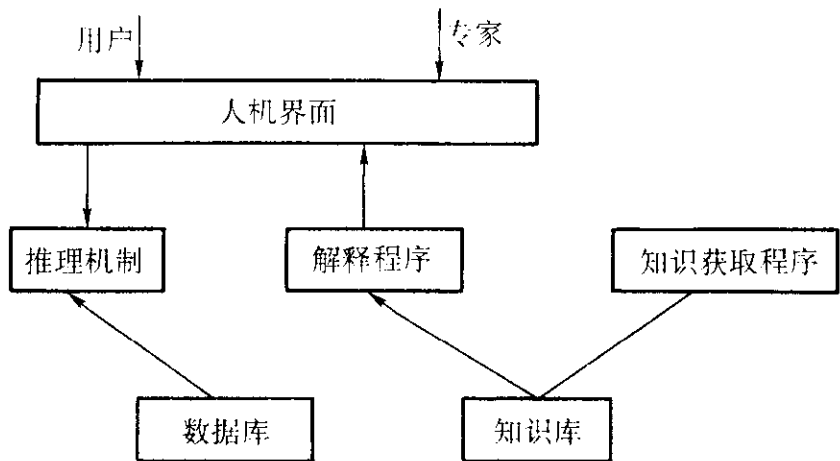 用户
专家
人机界面
推理机制
解释程序
知识获取程序
数据库
知识库